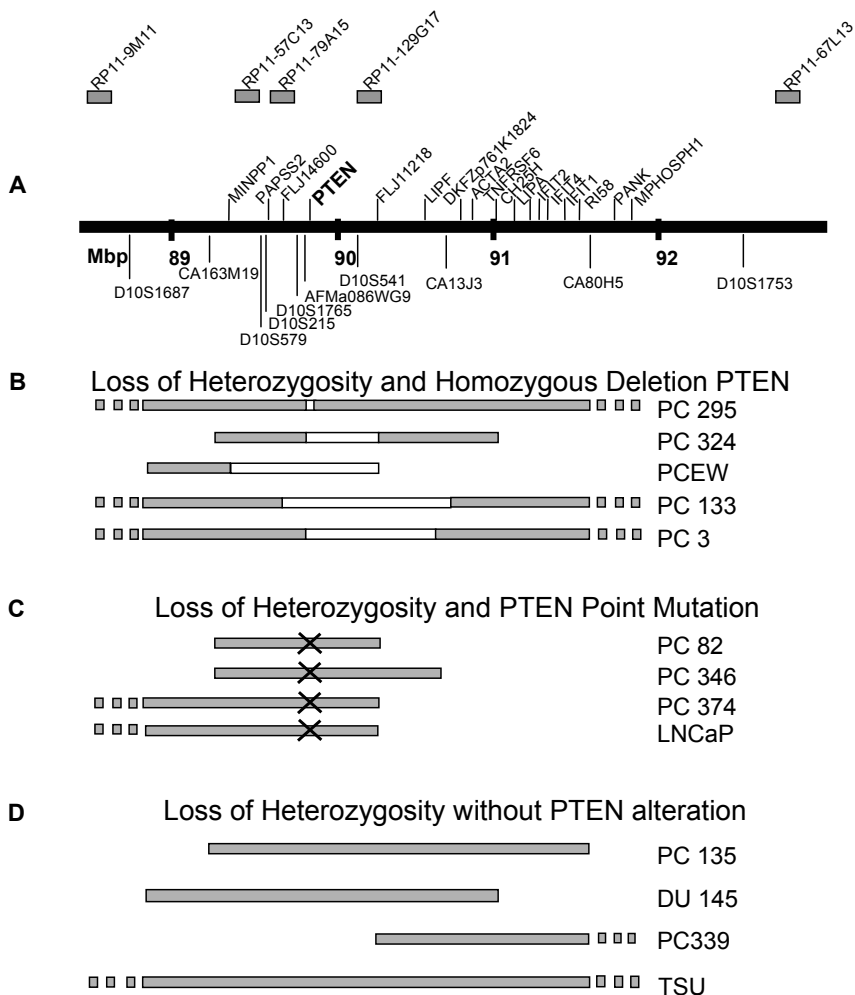 RP11-9M11
RP11-57C13
RP11-79A15
RP11-129G17
RP11-67L13
A
MINPP1
PAPSS2
FLJ14600
PTEN
FLJ11218
LIPF
DKFZp761K1824
ACTA2
TNFRSF6
CH25H
LIPA
IFIT2
IFIT4
IFIT1
RI58
PANK
MPHOSPH1
Mbp 89 90 91 92
D10S1687
CA163M19
D10S579
D10S215
D10S1765
AFMa086WG9
D10S541
CA13J3
CA80H5
D10S1753
B Loss of Heterozygosity and Homozygous Deletion PTEN
PC 295
PC 324
PCEW
PC 133
PC 3
C Loss of Heterozygosity and PTEN Point Mutation
PC 82
PC 346
PC 374
LNCaP
D Loss of Heterozygosity without PTEN alteration
PC 135
DU 145
PC339
TSU